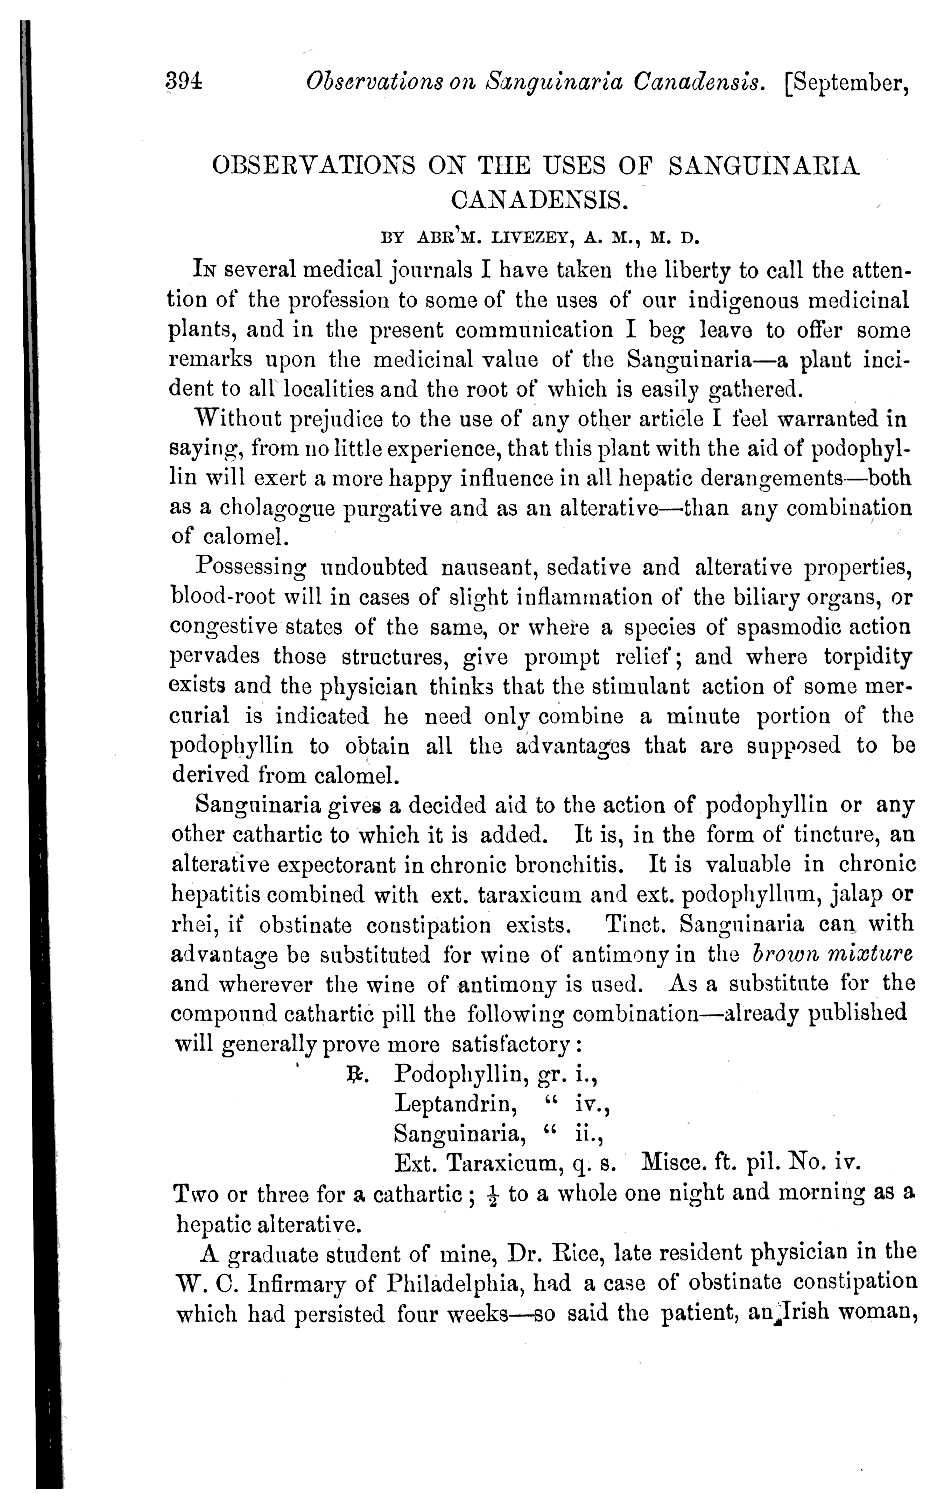 394 Observations on Sanguinaria Canadensis. [September,
OBSERVATIONS ON THE USES OF SANGUINARIA
CANADENSIS.
BY ABR'M. LIVEZEY, A. M., M. D.
IN several medical journals I have taken the liberty to call the atten-
tion of the profession to some of the uses of our indigenous medicinal
plants, and in the present communication I beg leave to offer some
remarks upon the medicinal value of the Sanguinaria—a plant inci-
dent to all localities and the root of which is easily gathered.
Without prejudice to the use of any other article I feel warranted in
saying, from no little experience, that this plant with the aid of podophyl-
lin will exert a more happy influence in all hepatic derangements—both
as a cholagogue purgative and as an alterative—than any combination
of calomel.
Possessing undoubted nauseant, sedative and alterative properties,
blood-root will in cases of slight inflammation of the biliary organs, or
congestive states of the same, or where a species of spasmodic action
pervades those structures, give prompt relief; and where torpidity
exists and the physician thinks that the stimulant action of some mer-
curial is indicated he need only combine a minute portion of the
podophyllin to obtain all the advantages that are supposed to be
derived from calomel.
Sanguinaria gives a decided aid to the action of podophyllin or any
other cathartic to which it is added. It is, in the form of tincture, an
alterative expectorant in chronic bronchitis. It is valuable in chronic
hepatitis combined with ext. taraxicum and ext. podophyllum, jalap or
rhei, if obstinate constipation exists. Tinct. Sanguinaria can with
advantage be substituted for wine of antimony in the brown mixture
and wherever the wine of antimony is used. As a substitute for the
compound cathartic pill the following combination—already published
will generally prove more satisfactory:
℞. Podophyllin, gr. i.,
Leptandrin, “ iv.,
Sanguinaria, “ ii.,
Ext. Taraxicum, q. s. Misce. ft. pil. No. iv.
Two or three for a cathartic; ½ to a whole one night and morning as a
hepatic alterative.
A graduate student of mine, Dr. Rice, late resident physician in the
W. C. Infirmary of Philadelphia, had a case of obstinate constipation
which had persisted four weeks—so said the patient, an Irish woman,